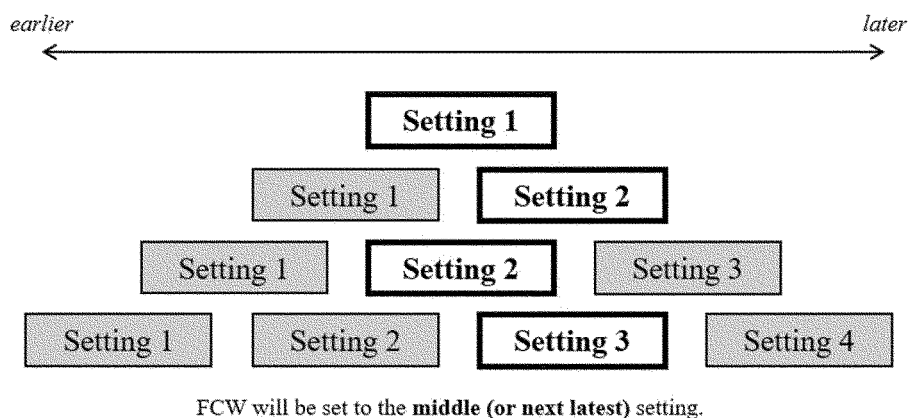 earlier later
Setting 1
Setting 1 Setting 2
Setting 1 Setting 2 Setting 3
Setting 1 Setting 2 Setting 3 Setting 4
FCW will be set to the middle (or next latest) setting.